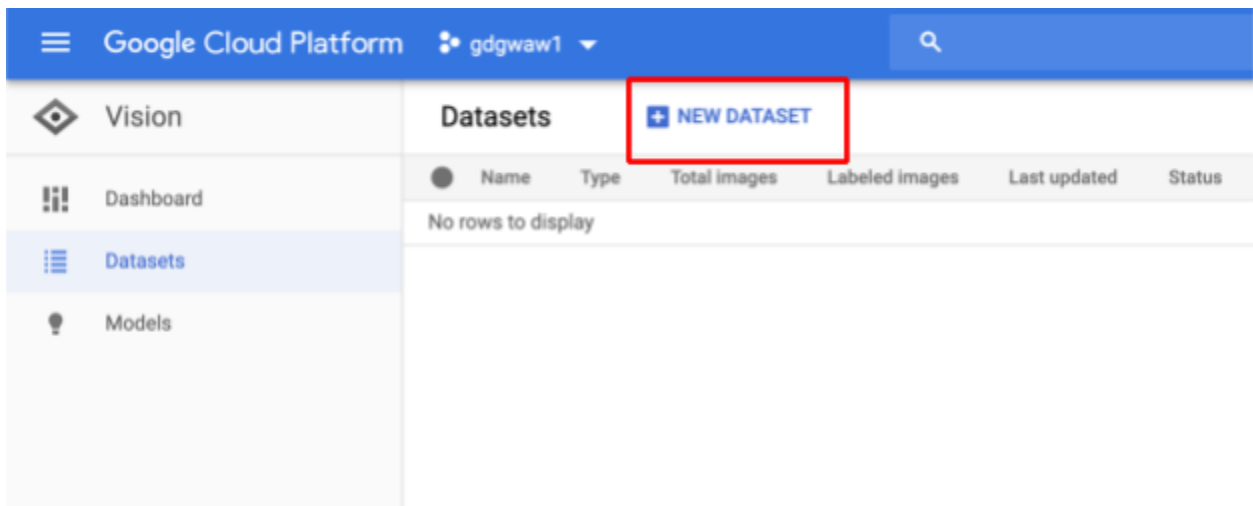 Google Cloud Platform gdgwaw1
Vision
Datasets NEW DATASET
Name Type Total images Labeled images Last updated Status
No rows to display
Dashboard
Datasets
Models